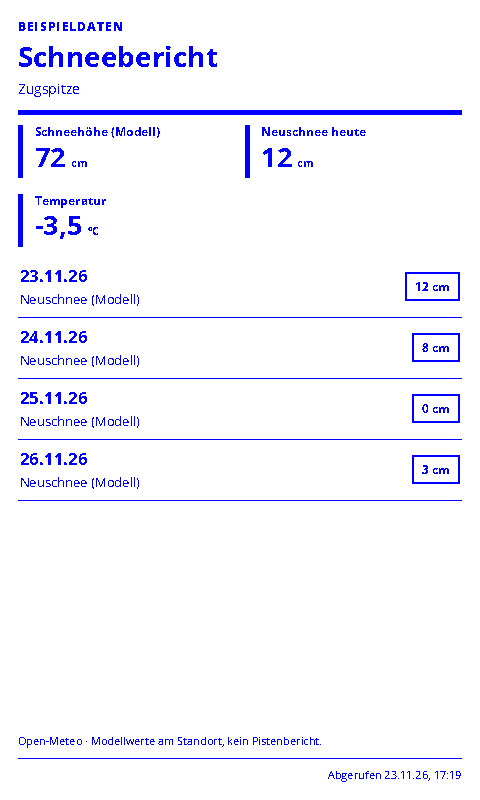 BEISPIELDATEN
Schneebericht
Zugspitze
Schneehöhe (Modell)
72 cm
Neuschnee heute
12 cm
Temperatur
-3,5 °C
23.11.26
Neuschnee (Modell)
12 cm
24.11.26
Neuschnee (Modell)
8 cm
25.11.26
Neuschnee (Modell)
0 cm
26.11.26
Neuschnee (Modell)
3 cm
Open-Meteo · Modellwerte am Standort, kein Pistenbericht.
Abgerufen 23.11.26, 17:19